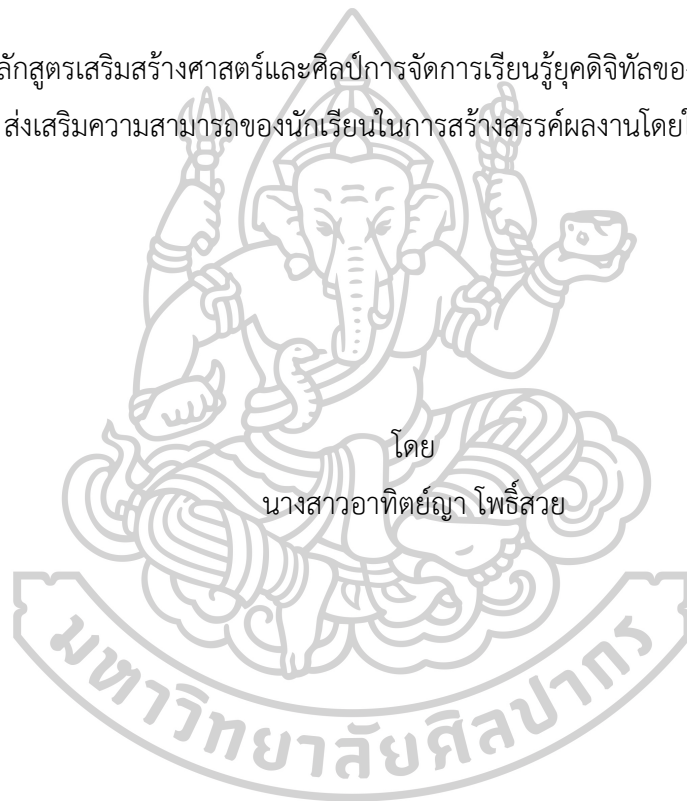 ลักสูตรเสริมสร้างศาสตร์และศิลป์การจัดการเรียนรู้ยุคดิจิทัลของ
ส่งเสริมความสามารถของนักเรียนในการสร้างสรรค์ผลงานโดย
โดย
นางสาวอาทิตย์ญา โพธิ์สวย
มหาวิทยาลัยศิลปากร